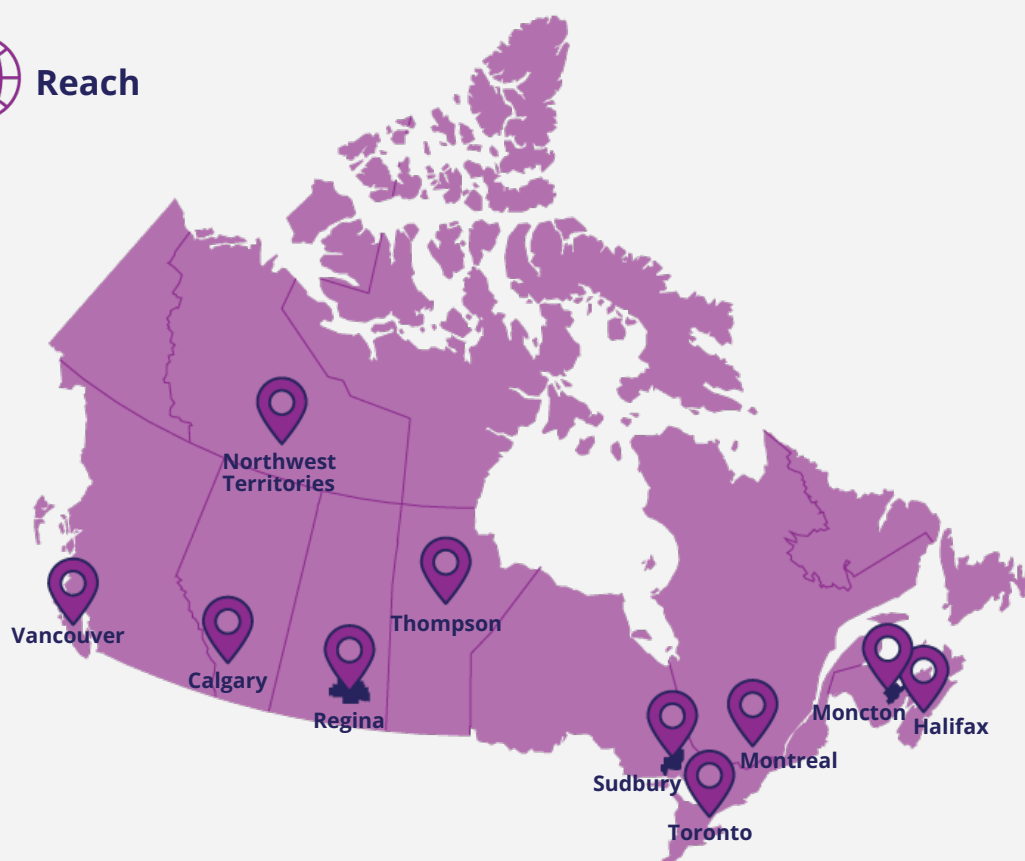 Reach
Northwest
Territories
Thompson
Vancouver
Calgary
Regina
Moncton
Halifax
Montreal
Sudbury
Toronto